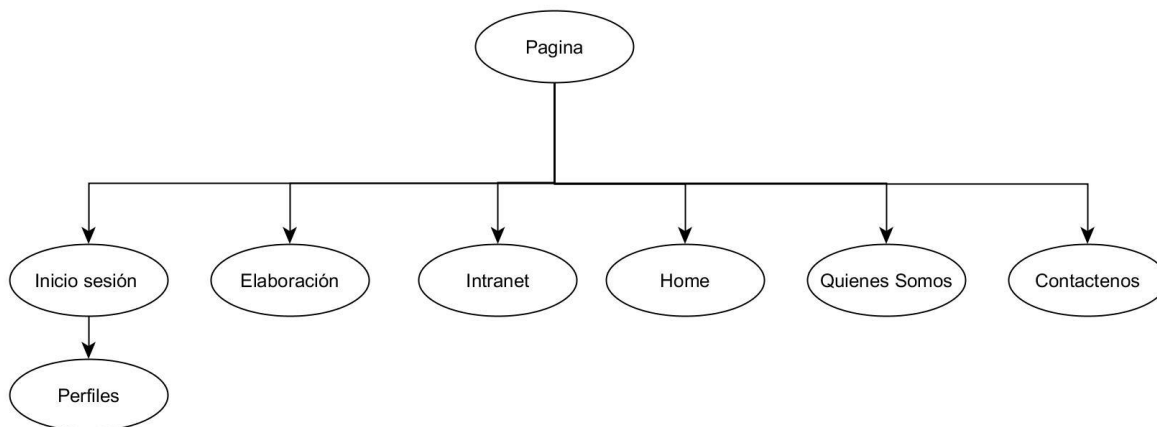 Pagina
Inicio sesión
Elaboración
Intranet
Home
Quienes Somos
Contactenos
Perfiles